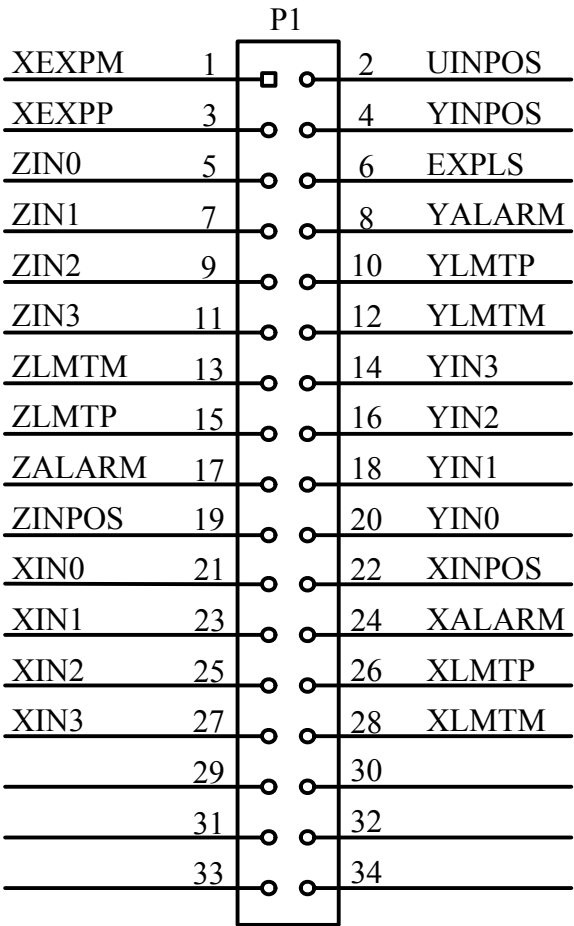 P1
XEXPM 1 2 UINPOS
XEXPP 3 4 YINPOS
ZIN0 5 6 EXPLS
ZIN1 7 8 YALARM
ZIN2 9 10 YLMTP
ZIN3 11 12 YLMTM
ZLMTM 13 14 YIN3
ZLMTP 15 16 YIN2
ZALARM 17 18 YIN1
ZINPOS 19 20 YIN0
XIN0 21 22 XINPOS
XIN1 23 24 XALARM
XIN2 25 26 XLMTP
XIN3 27 28 XLMTM
29 30
31 32
33 34